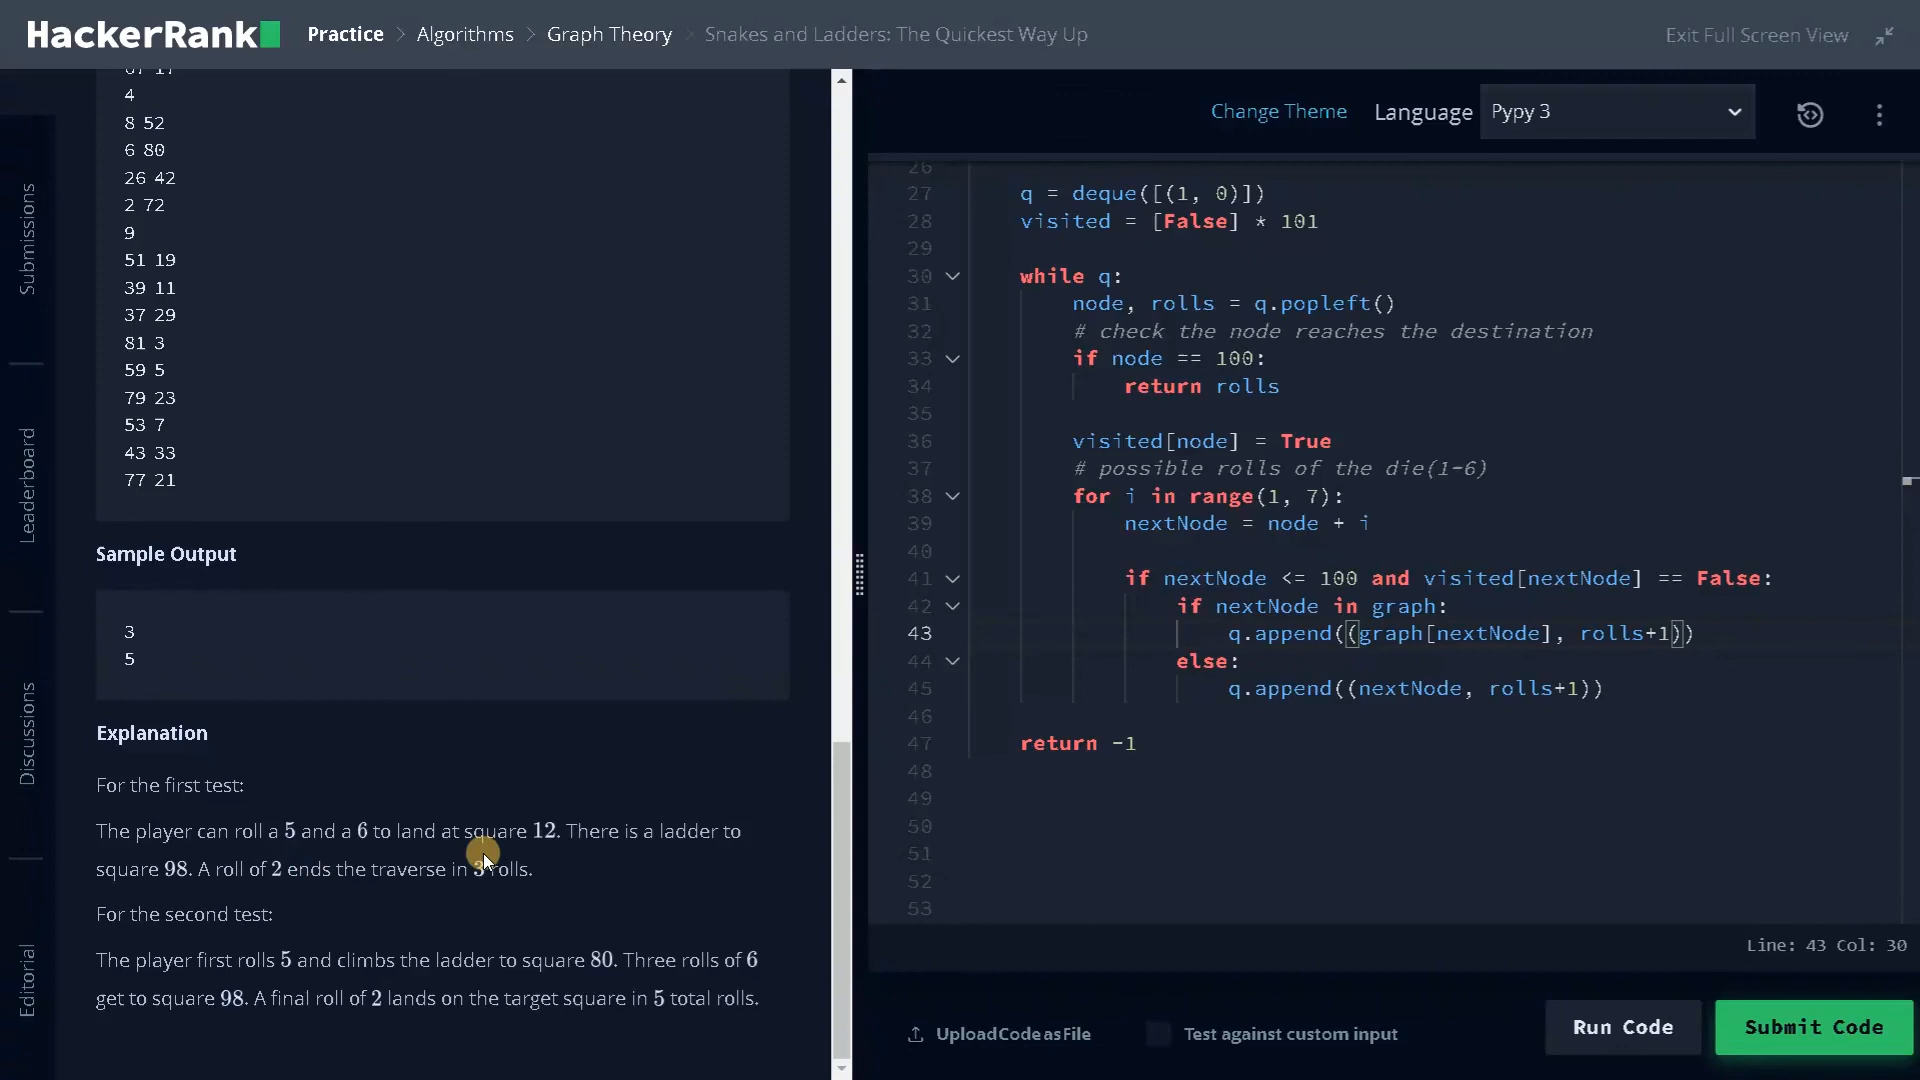 HackerRank
Practice > Algorithms > Graph Theory > Snakes and Ladders: The Quickest Way Up
Exit Full Screen View
Submissions
Leaderboard
Discussions
Editorial
4
8 52
6 80
26 42
2 72
9
51 19
39 11
37 29
81 3
59 5
79 23
53 7
43 33
77 21
Sample Output
3
5
Explanation
For the first test:
The player can roll a 5 and a 6 to land at square 12. There is a ladder to
square 98. A roll of 2 ends the traverse in 3 rolls.
For the second test:
The player first rolls 5 and climbs the ladder to square 80. Three rolls of 6
get to square 98. A final roll of 2 lands on the target square in 5 total rolls.
Change Theme Language Pypy 3
26
27 q = deque([(1, 0)])
28 visited = [False] * 101
29
30 while q:
31 node, rolls = q.popleft()
32 # check the node reaches the destination
33 if node == 100:
34 return rolls
35
36 visited[node] = True
37 # possible rolls of the die(1-6)
38 for i in range(1, 7):
39 nextNode = node + i
40
41 if nextNode <= 100 and visited[nextNode] == False:
42 if nextNode in graph:
43 q.append((graph[nextNode], rolls+1))
44 else:
45 q.append((nextNode, rolls+1))
46
47 return -1
48
49
50
51
52
53
Line: 43 Col: 30
Upload Code as File
Test against custom input
Run Code
Submit Code